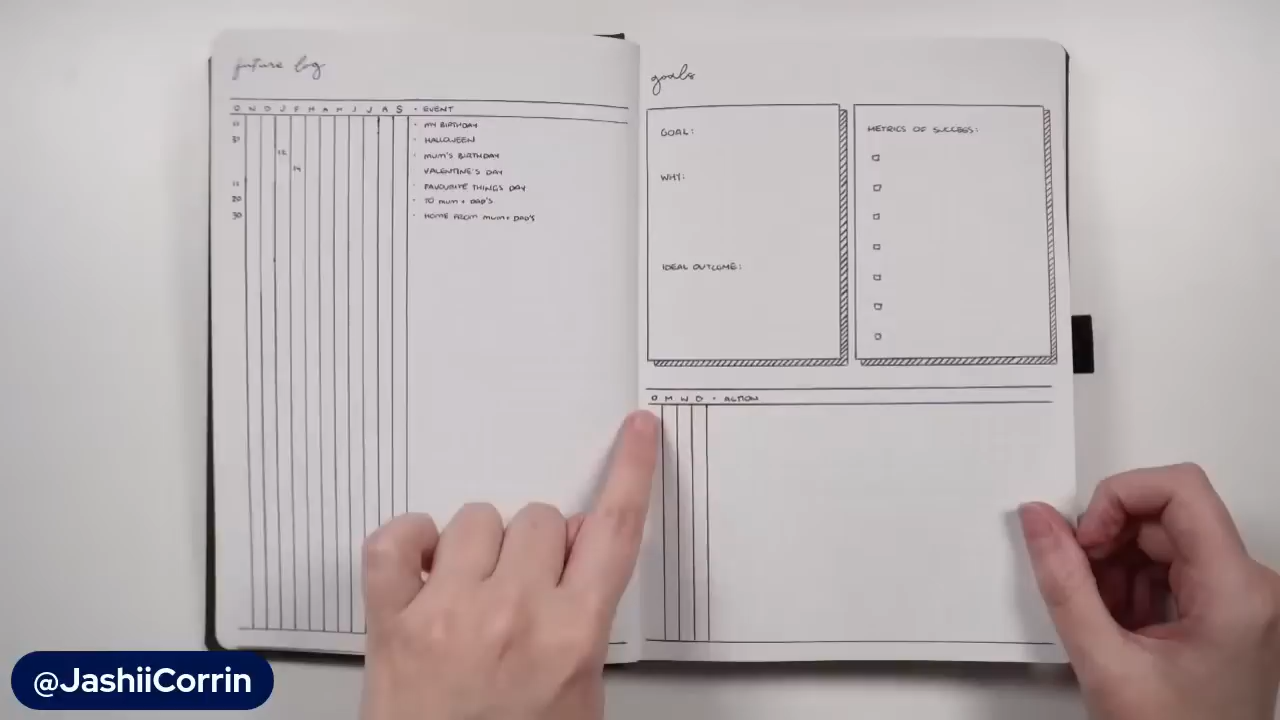 future log
O N D J F M A M J J A S • EVENT
11 • MY BIRTHDAY
31 • HALLOWEEN
12 • MUM'S BIRTHDAY
14 VALENTINE'S DAY
11 • FAVOURITE THINGS DAY
20 • TO MUM + DAD'S
30 • HOME FROM MUM + DAD'S
goals
GOAL:
WHY:
IDEAL OUTCOME:
METRICS OF SUCCESS:
O M W D • ACTION
@JashiiCorrin